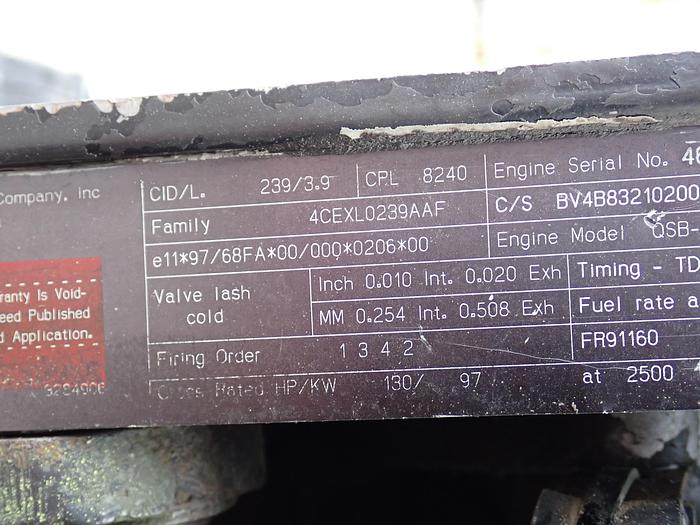 Company, Inc
CID/L. 239/3.9 CPL 8240 Engine Serial No. 46
Family 4CEXL0239AAF C/S BV4B83210200
e11*97/68FA*00/000*0206*00 Engine Model QSB-
Valve lash cold Inch 0.010 Int. 0.020 Exh Timing - TD
MM 0.254 Int. 0.508 Exh Fuel rate a
Firing Order 1 3 4 2 FR91160
Rated HP/KW 130/ 97 at 2500
ranty Is Void-
eed Published
d Application.